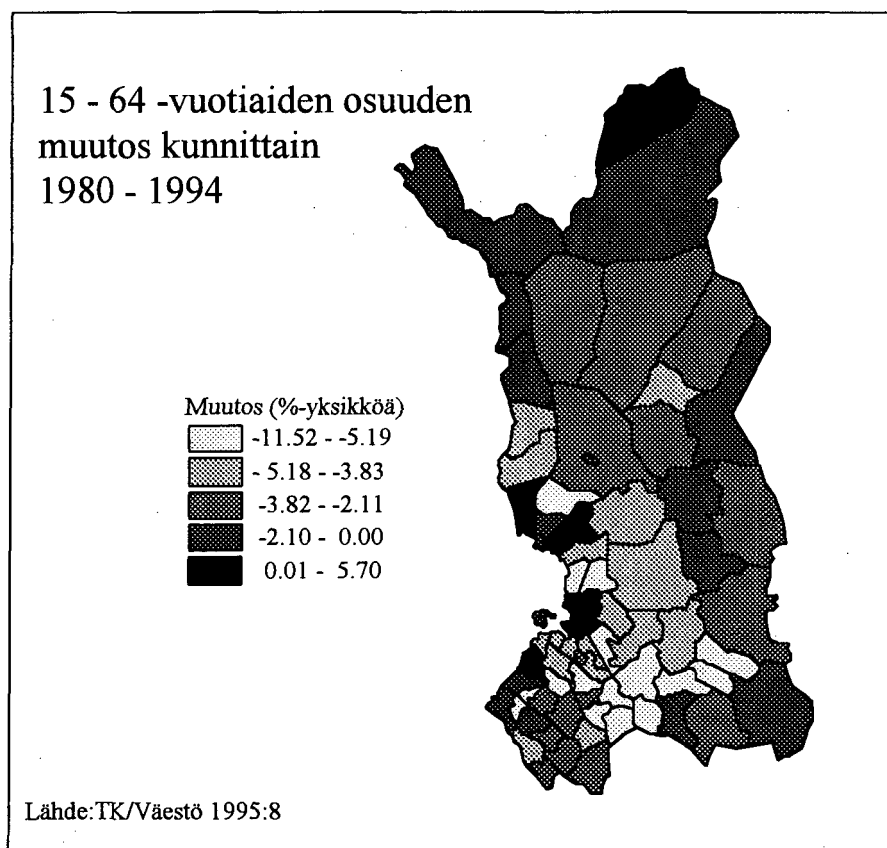 15 - 64 -vuotiaiden osuuden
muutos kunnittain
1980 - 1994
Muutos (%-yksikköä)
-11.52 - -5.19
- 5.18 - -3.83
-3.82 - -2.11
-2.10 - 0.00
0.01 - 5.70
Lähde:TK/Väestö 1995:8